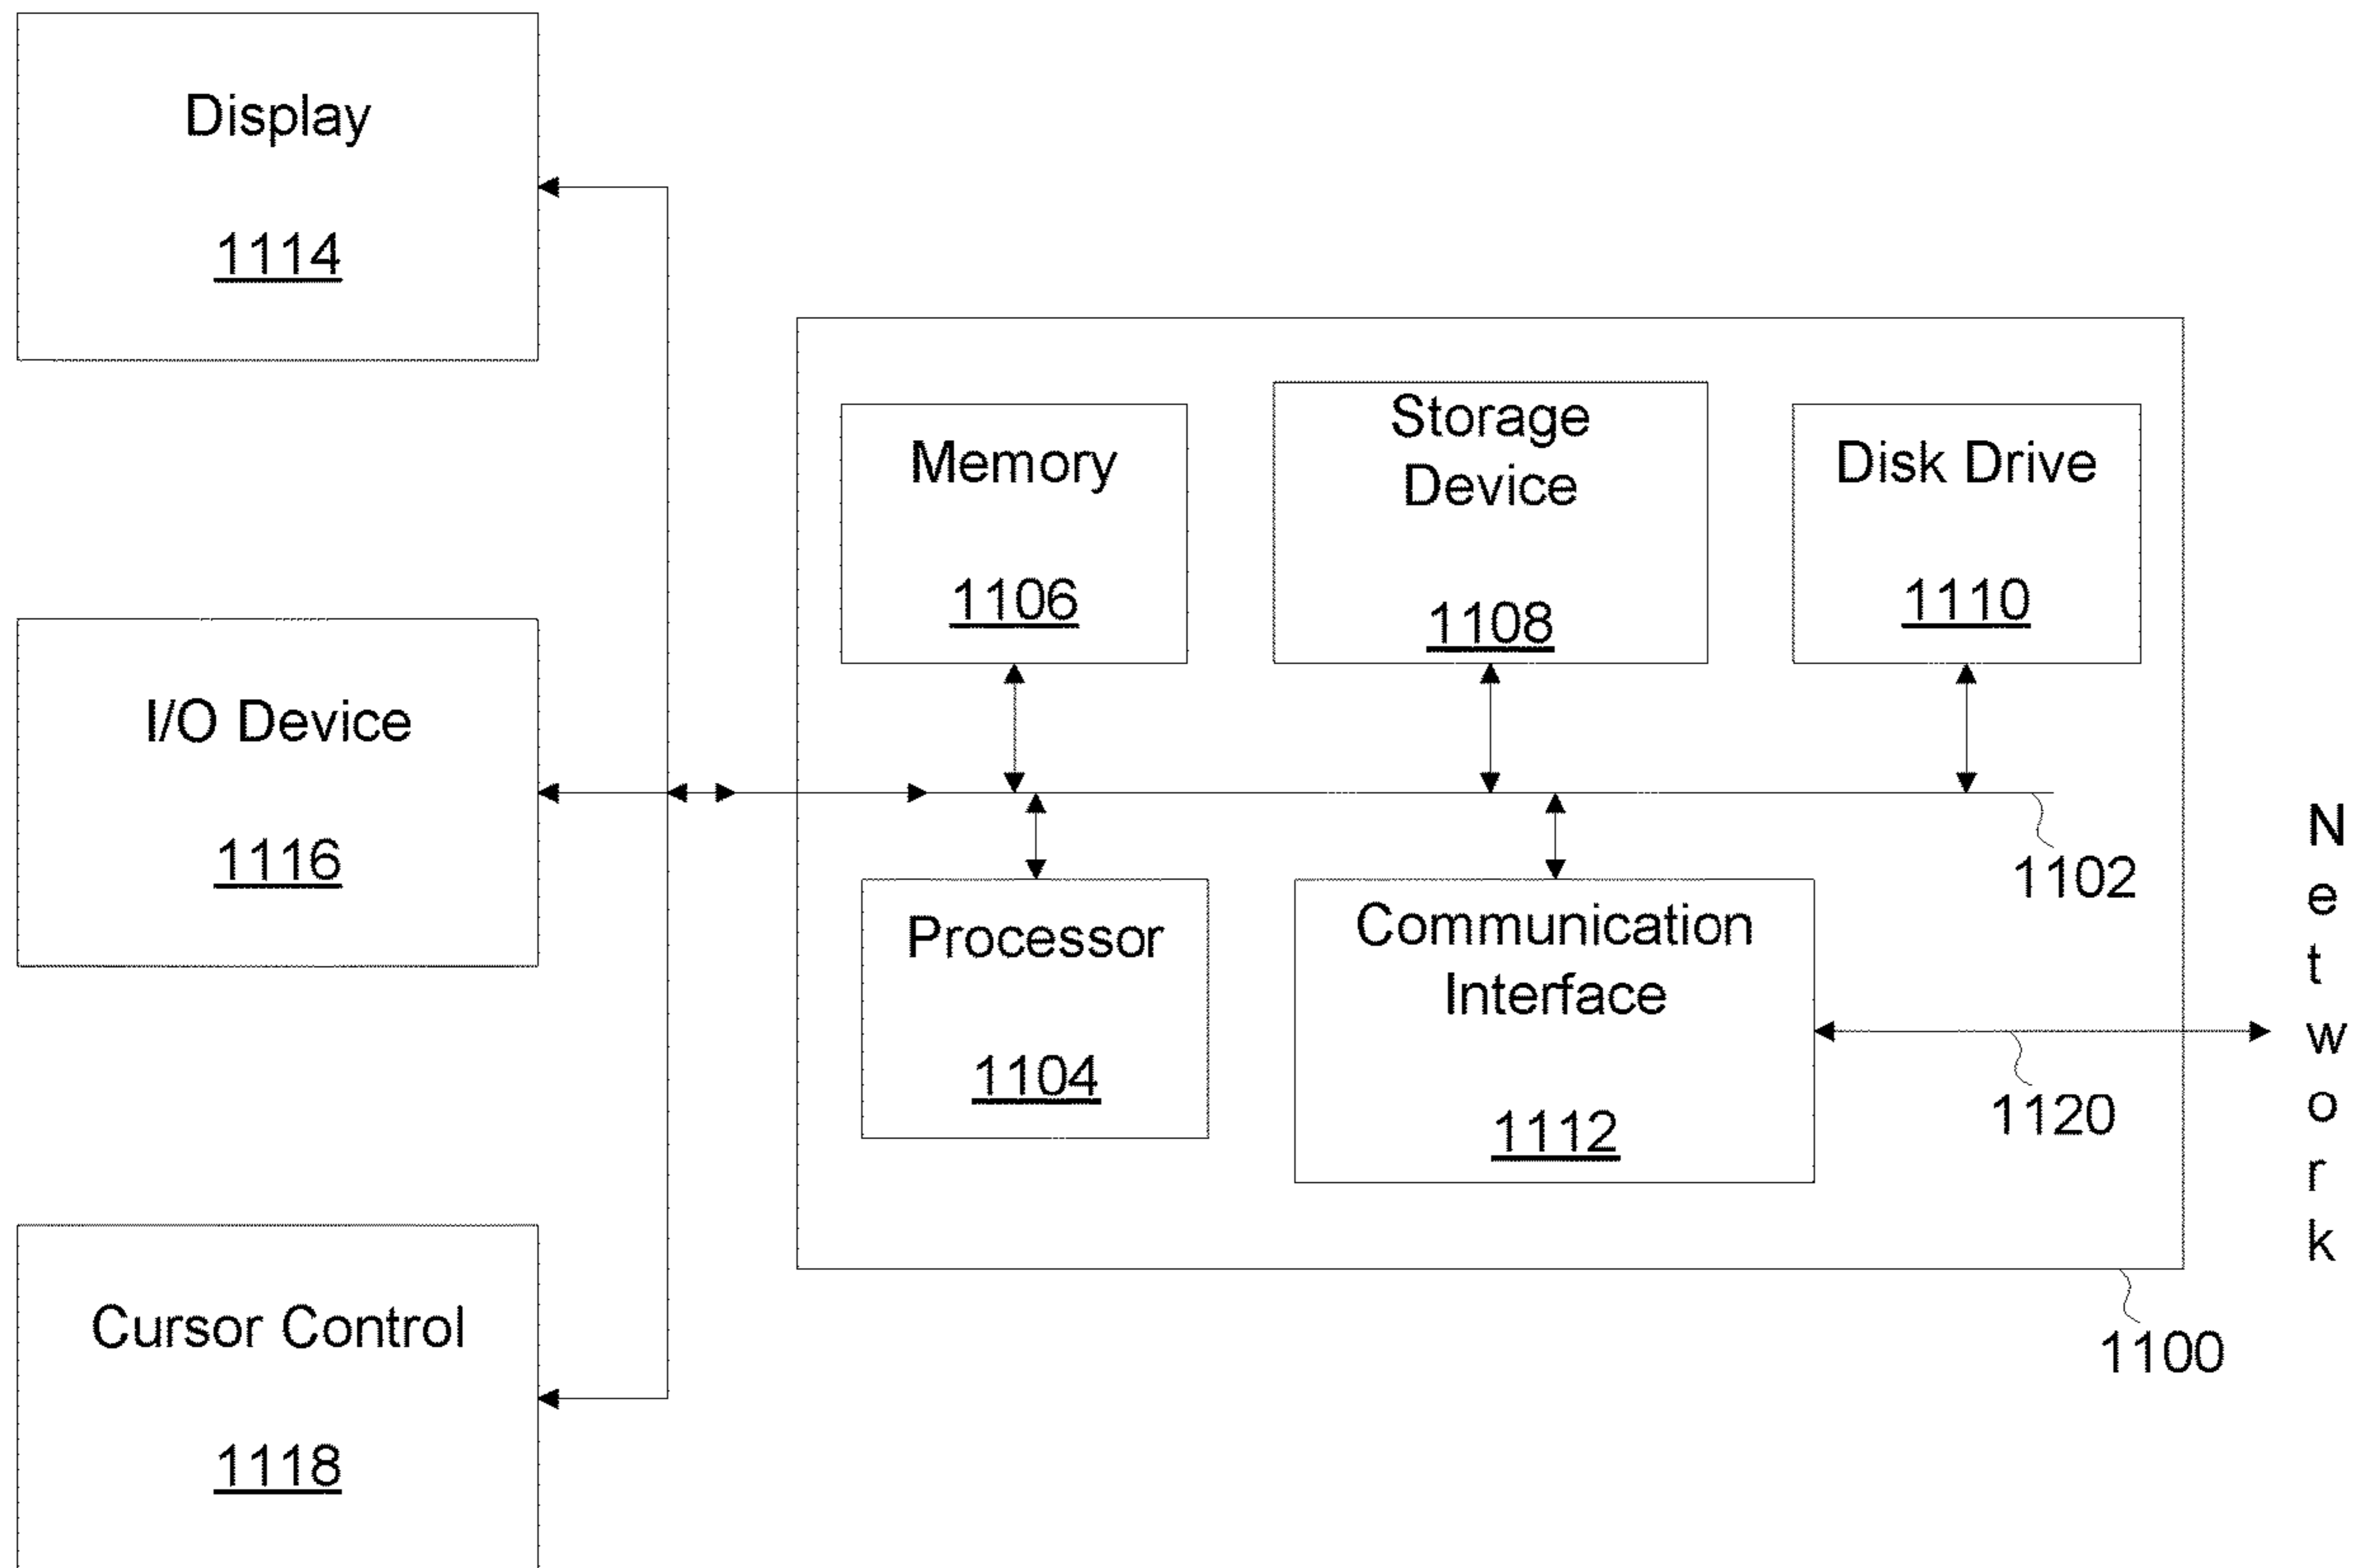 Display
1114
Storage
Device
1108
Memory
1106
Disk Drive
1110
I/O Device
1116
1102
Processor
1104
Communication
Interface
1112
1120
Network
Cursor Control
1118
1100